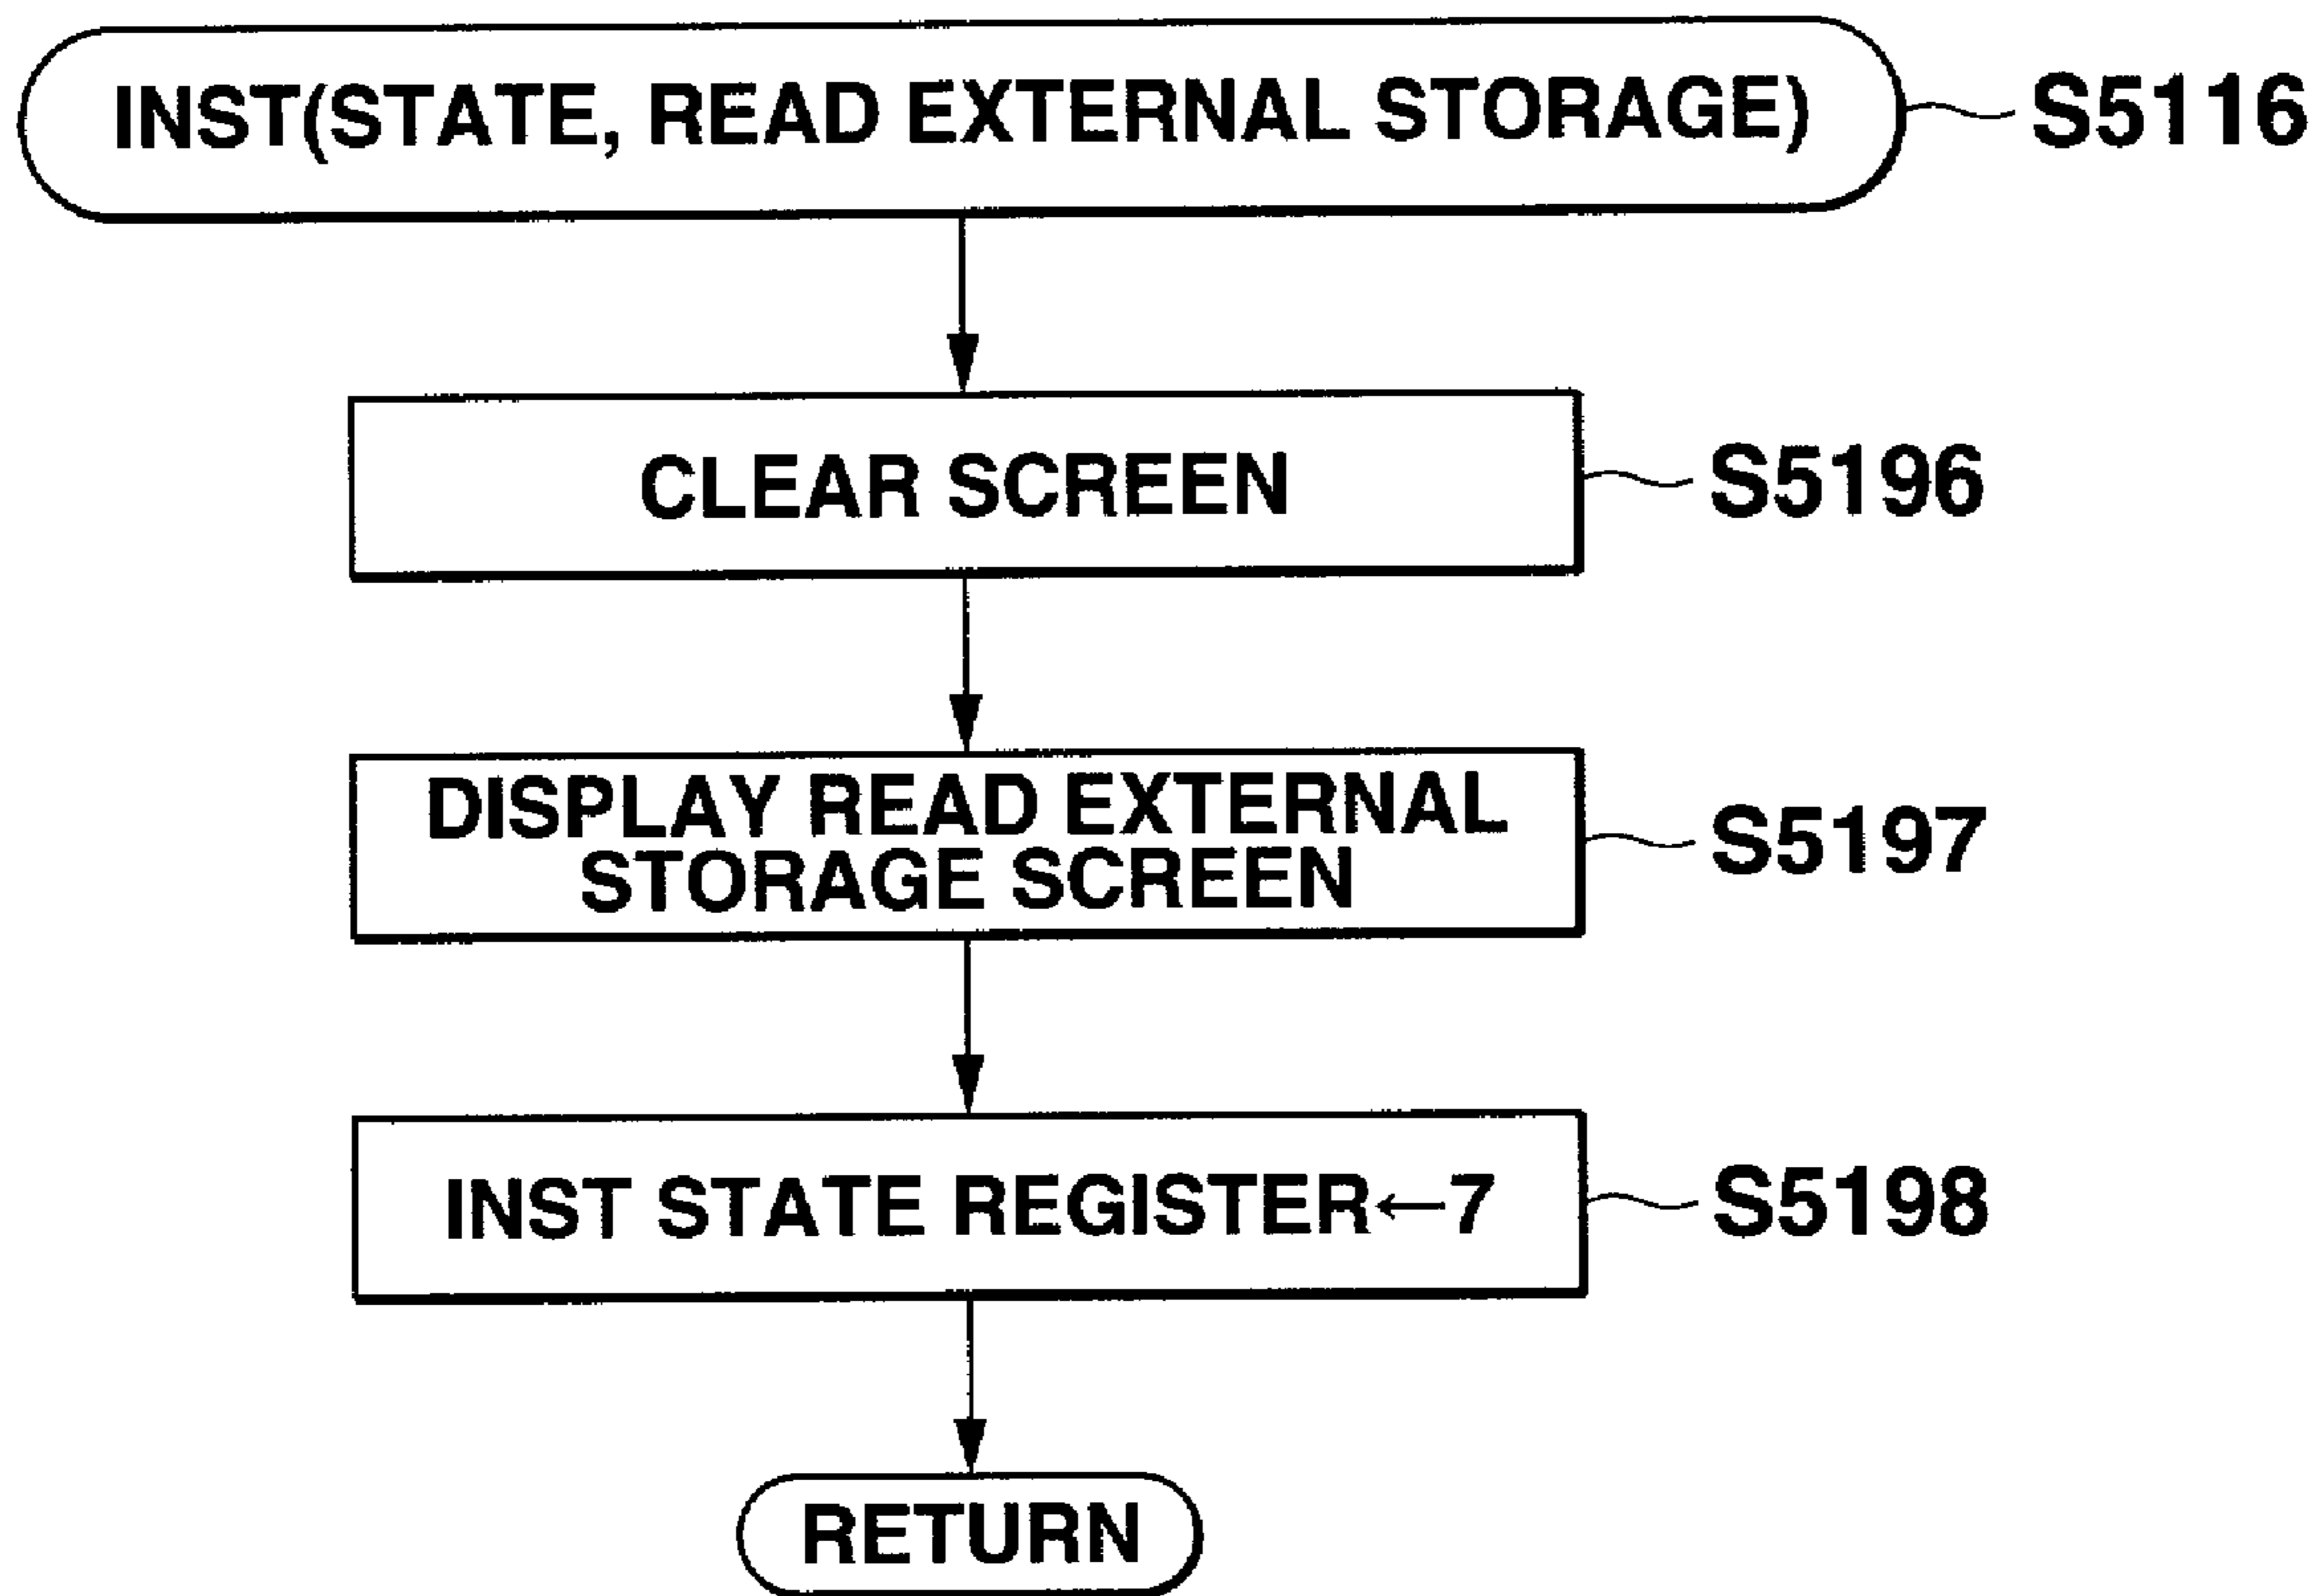 INST(STATE, READ EXTERNAL STORAGE) S5116
CLEAR SCREEN S5196
DISPLAY READ EXTERNAL
STORAGE SCREEN S5197
INST STATE REGISTER←7 S5198
RETURN